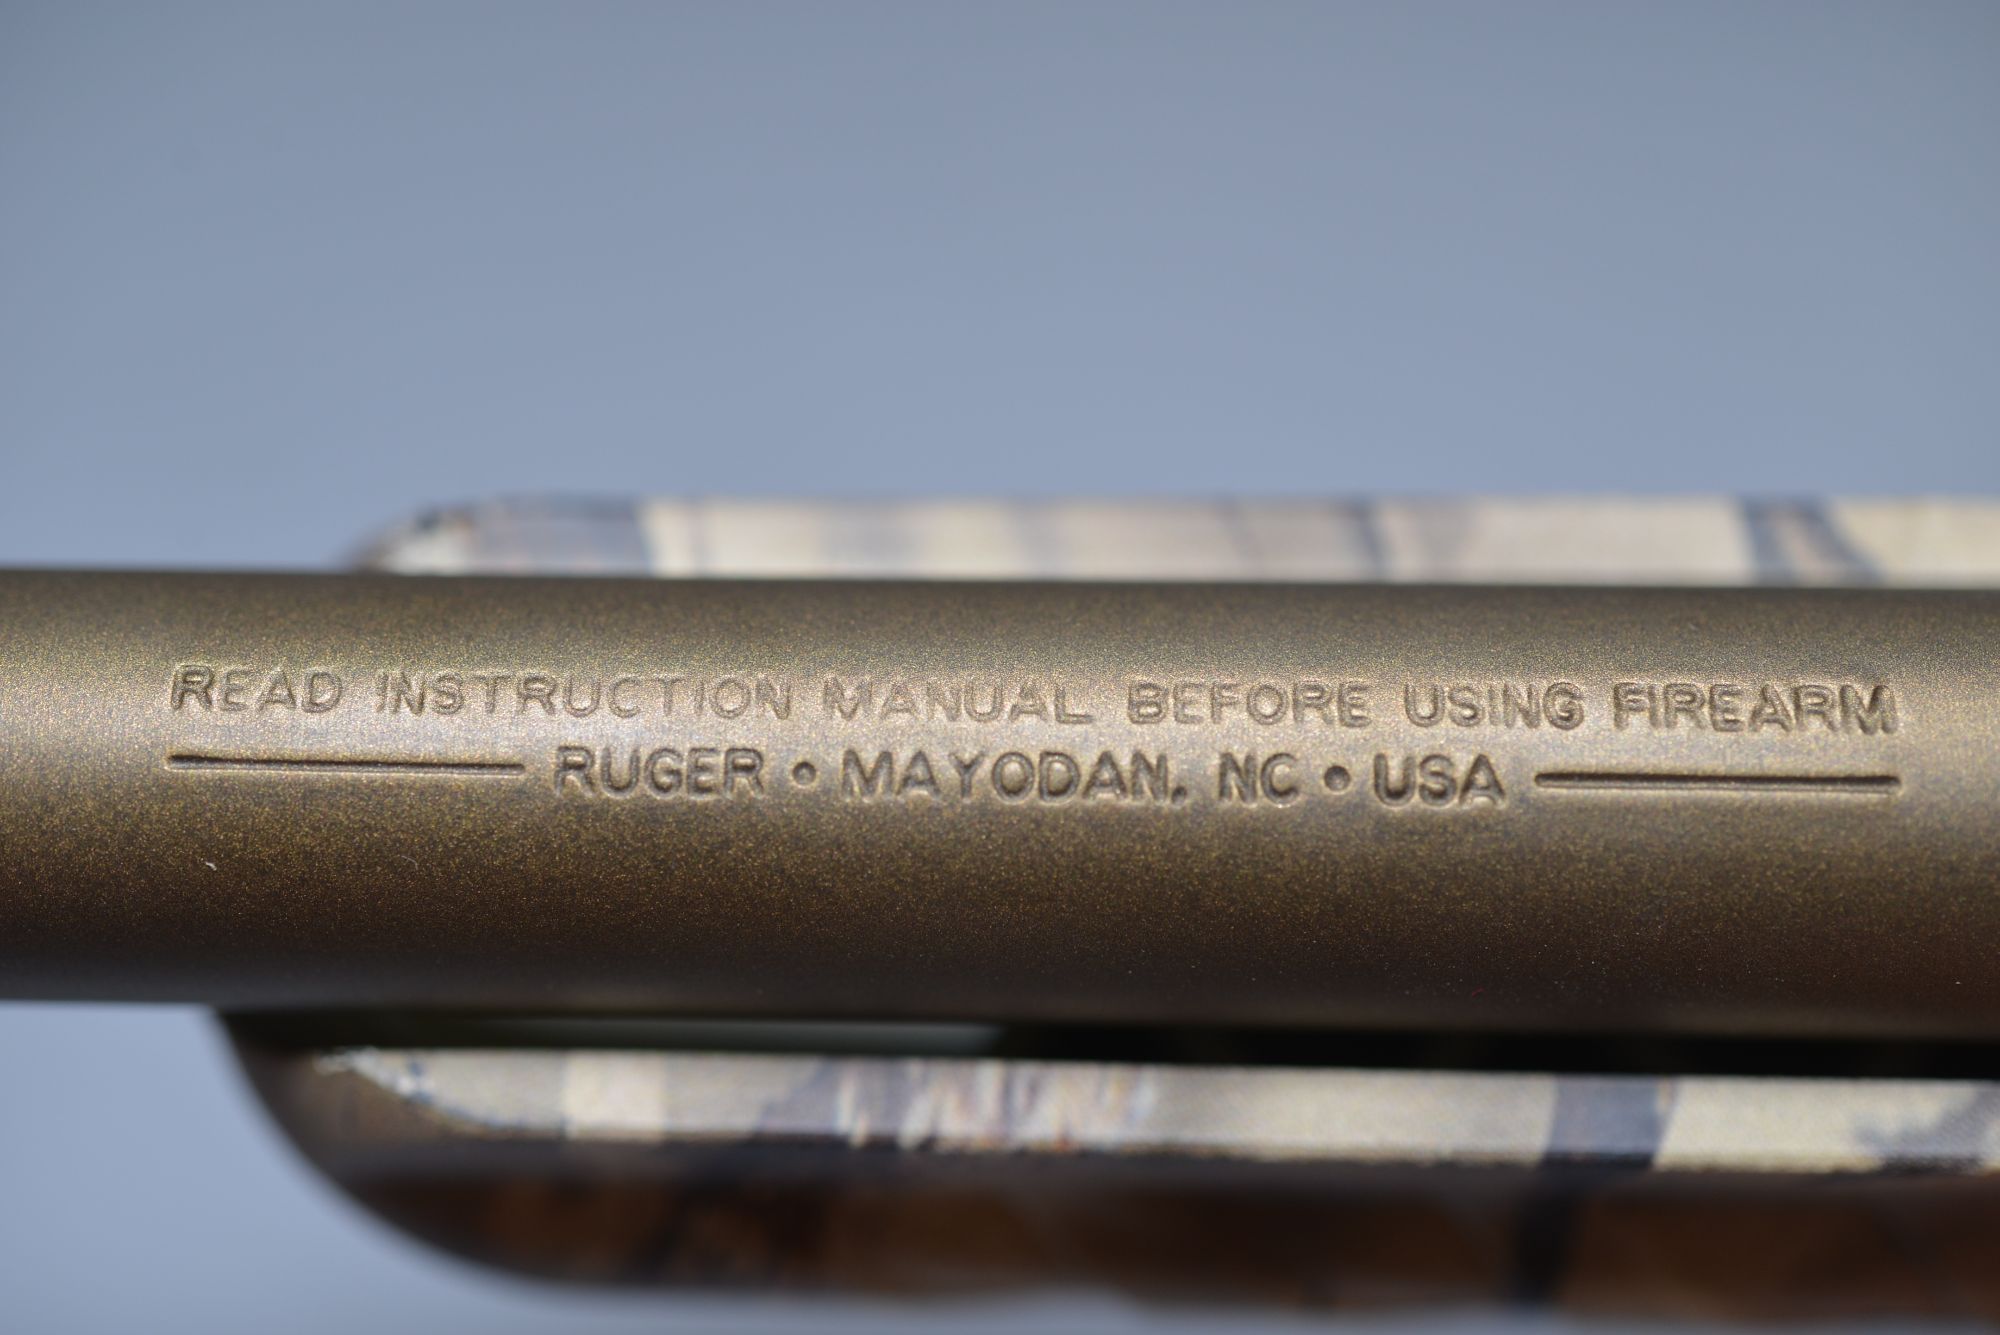 READ INSTRUCTION MANUAL BEFORE USING FIREARM
RUGER • MAYODAN, NC • USA